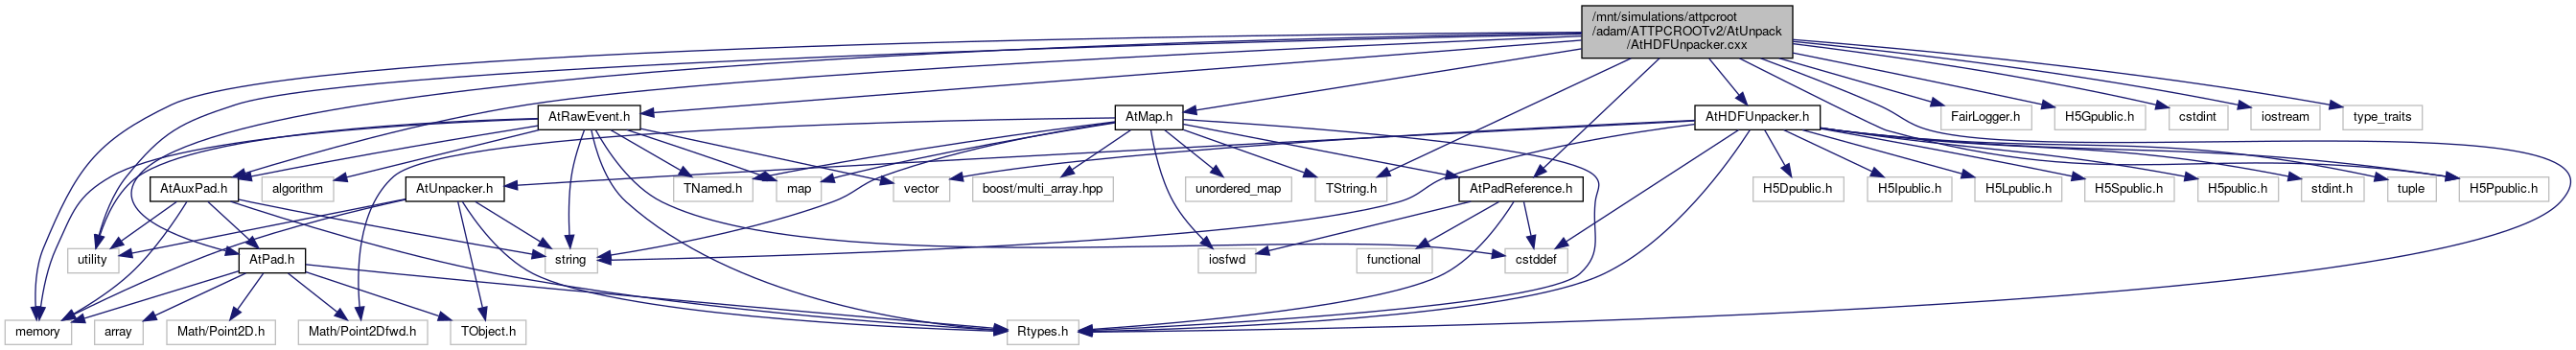 /mnt/simulations/attpcroot
/adam/ATTPCROOTv2/AtUnpack
/AtHDFUnpacker.cxx
AtRawEvent.h
AtMap.h
AtHDFUnpacker.h
FairLogger.h
H5Gpublic.h
cstdint
iostream
type_traits
AtAuxPad.h
algorithm
AtUnpacker.h
TNamed.h
map
vector
boost/multi_array.hpp
unordered_map
TString.h
AtPadReference.h
H5Dpublic.h
H5Ipublic.h
H5Lpublic.h
H5Spublic.h
H5public.h
stdint.h
tuple
H5Ppublic.h
utility
AtPad.h
string
iosfwd
functional
cstddef
memory
array
Math/Point2D.h
Math/Point2Dfwd.h
TObject.h
Rtypes.h